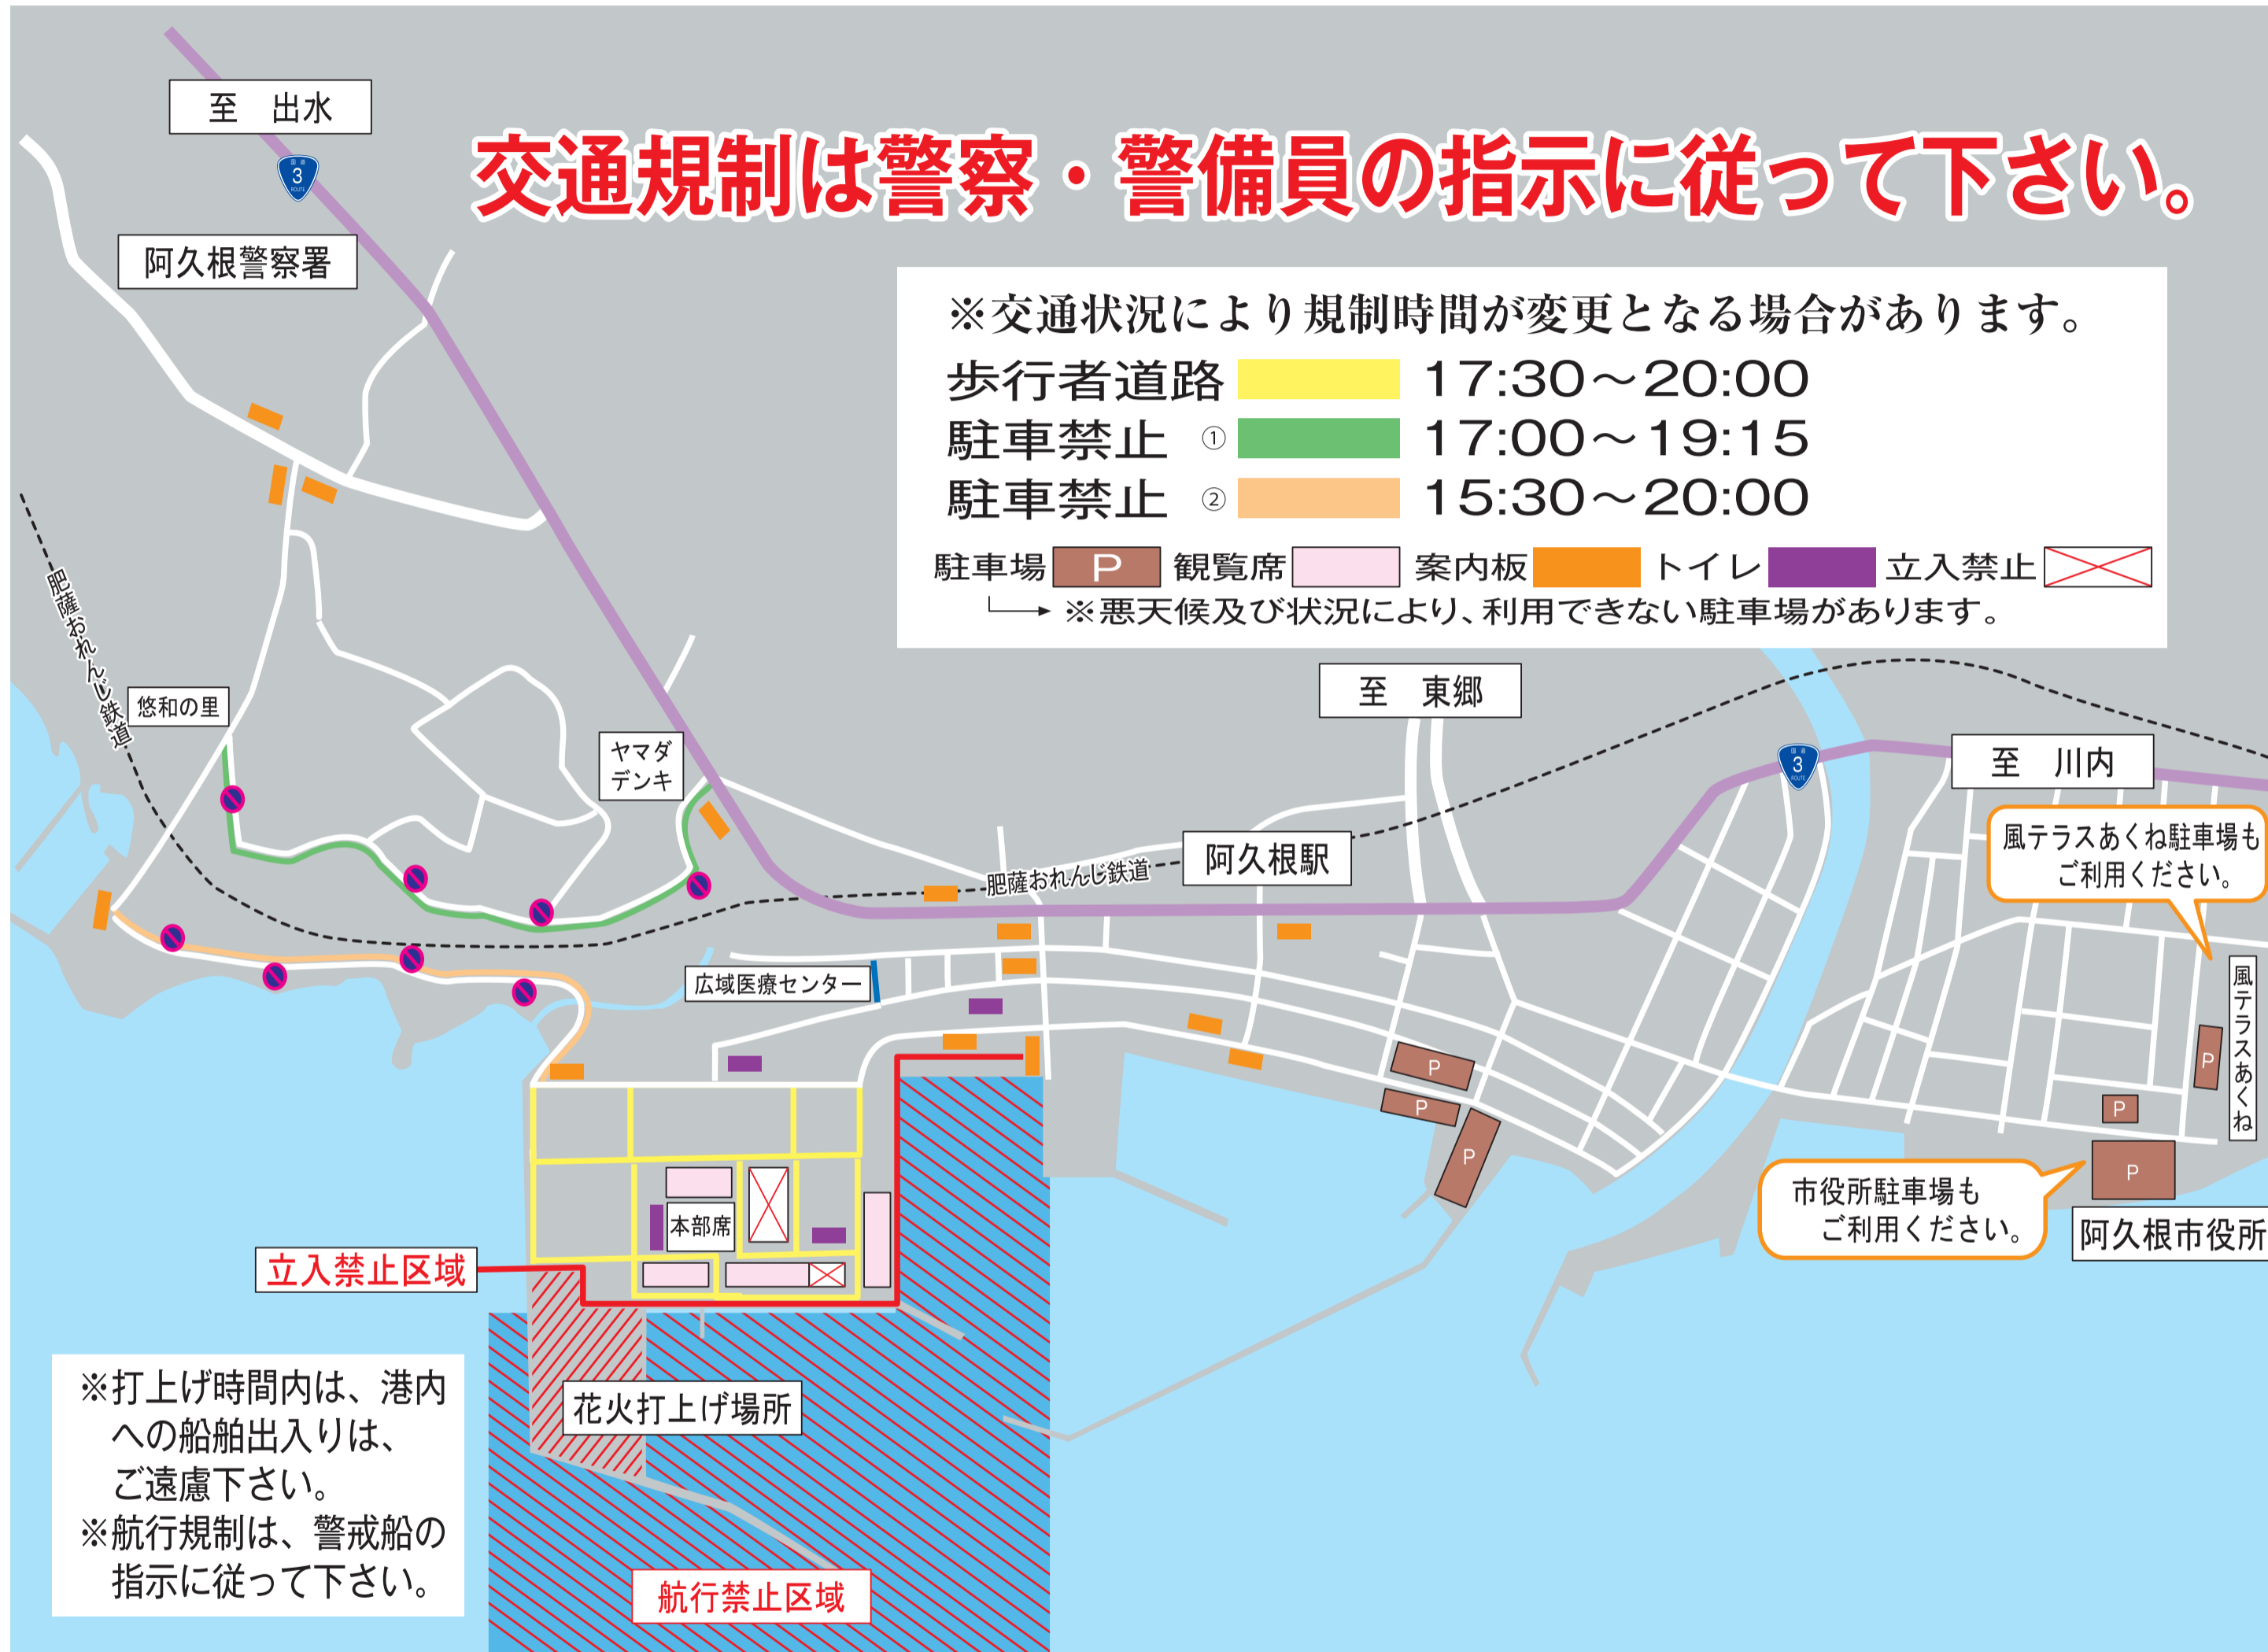 至　出水
国道
3
ROUTE
交通規制は警察・警備員の指示に従って下さい。
阿久根警察署
※交通状況により規制時間が変更となる場合があります。
歩行者道路 17:30～20:00
駐車禁止 ① 17:00～19:15
駐車禁止 ② 15:30～20:00
駐車場 P 観覧席 案内板 トイレ 立入禁止
※悪天候及び状況により、利用できない駐車場があります。
肥薩おれんじ鉄道
悠和の里
ヤマダ
デンキ
至　東郷
国道
3
ROUTE
至　川内
阿久根駅
肥薩おれんじ鉄道
風テラスあくね駐車場も
ご利用ください。
広域医療センター
風テラスあくね
P
P
P
P
P
P
市役所駐車場も
ご利用ください。
阿久根市役所
本部席
立入禁止区域
花火打上げ場所
※打上げ時間内は、港内
への船舶出入りは、
ご遠慮下さい。
※航行規制は、警戒船の
指示に従って下さい。
航行禁止区域